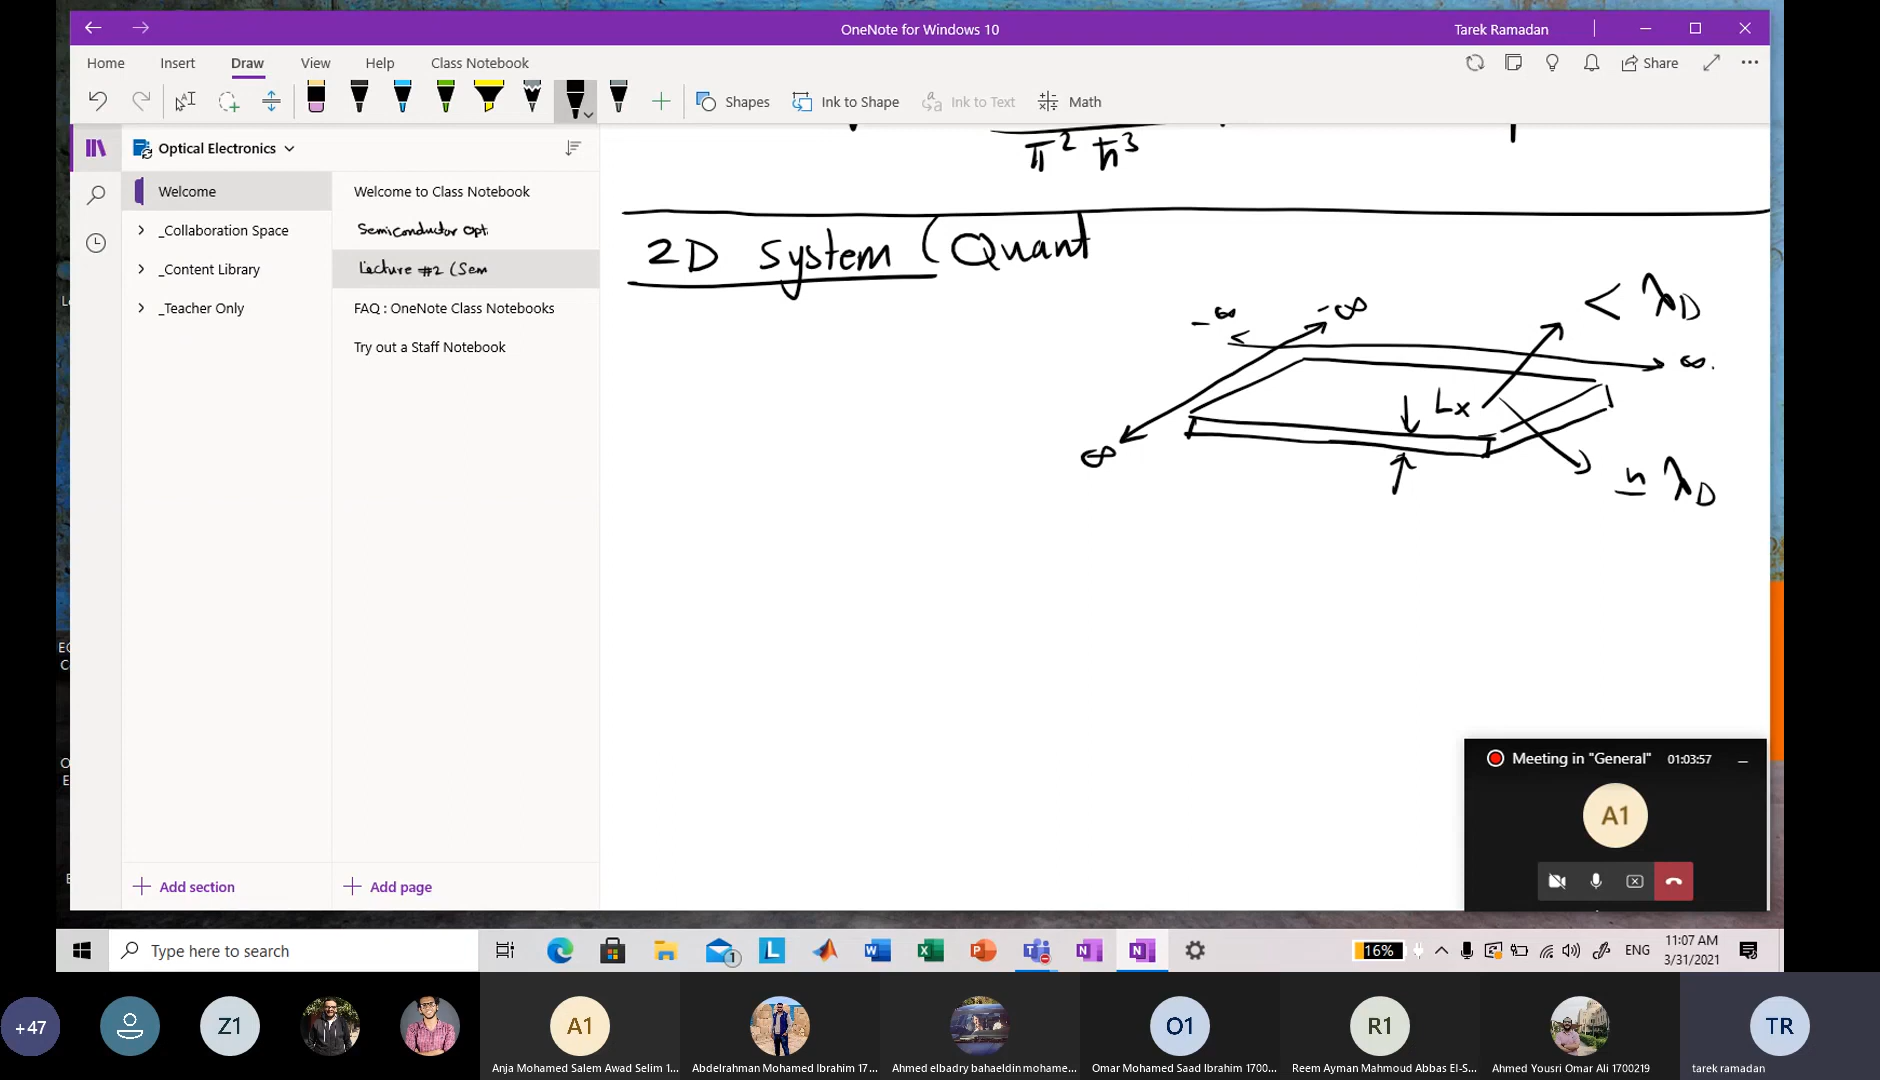 OneNote for Windows 10
Tarek Ramadan
Home Insert Draw View Help Class Notebook
Share
Shapes Ink to Shape Ink to Text Math
Optical Electronics
Welcome
_Collaboration Space
_Content Library
_Teacher Only
Welcome to Class Notebook
Semiconductor Opt.
Lecture #2 (Sem
FAQ : OneNote Class Notebooks
Try out a Staff Notebook
Add section
Add page
π² ħ³
2D System (Quant
-∞ -∞ < λD
∞.
Lx
∞
n λD
Meeting in "General" 01:03:57
A1
Type here to search
1
16%
ENG
11:07 AM
3/31/2021
+47
Z1
A1
O1
R1
TR
Anja Mohamed Salem Awad Selim 1...
Abdelrahman Mohamed Ibrahim 17...
Ahmed elbadry bahaeldin mohame...
Omar Mohamed Saad Ibrahim 1700...
Reem Ayman Mahmoud Abbas El-S...
Ahmed Yousri Omar Ali 1700219
tarek ramadan